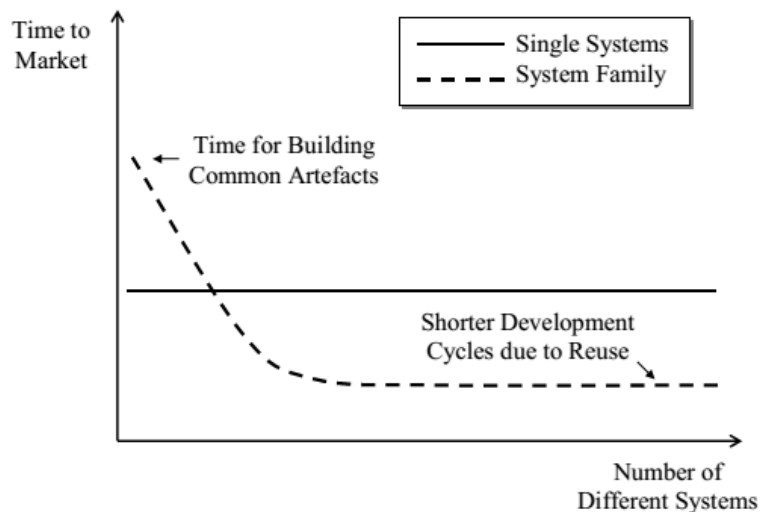 Time to
Market
Single Systems
System Family
Time for Building
Common Artefacts
Shorter Development
Cycles due to Reuse
Number of
Different Systems